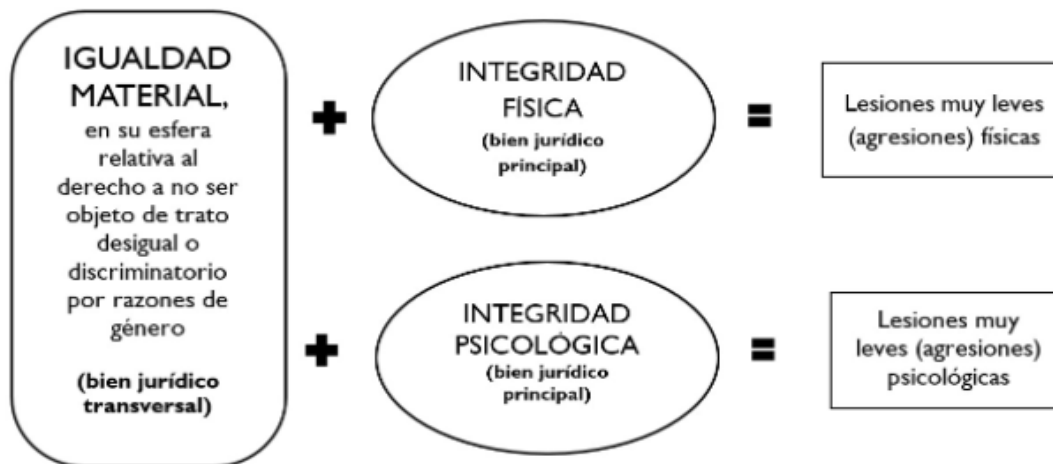 IGUALDAD
MATERIAL,
en su esfera
relativa al
derecho a no ser
objeto de trato
desigual o
discriminatorio
por razones de
género
(bien jurídico
transversal)
+
INTEGRIDAD
FÍSICA
(bien jurídico
principal)
=
Lesiones muy leves
(agresiones) físicas
+
INTEGRIDAD
PSICOLÓGICA
(bien jurídico
principal)
=
Lesiones muy
leves (agresiones)
psicológicas